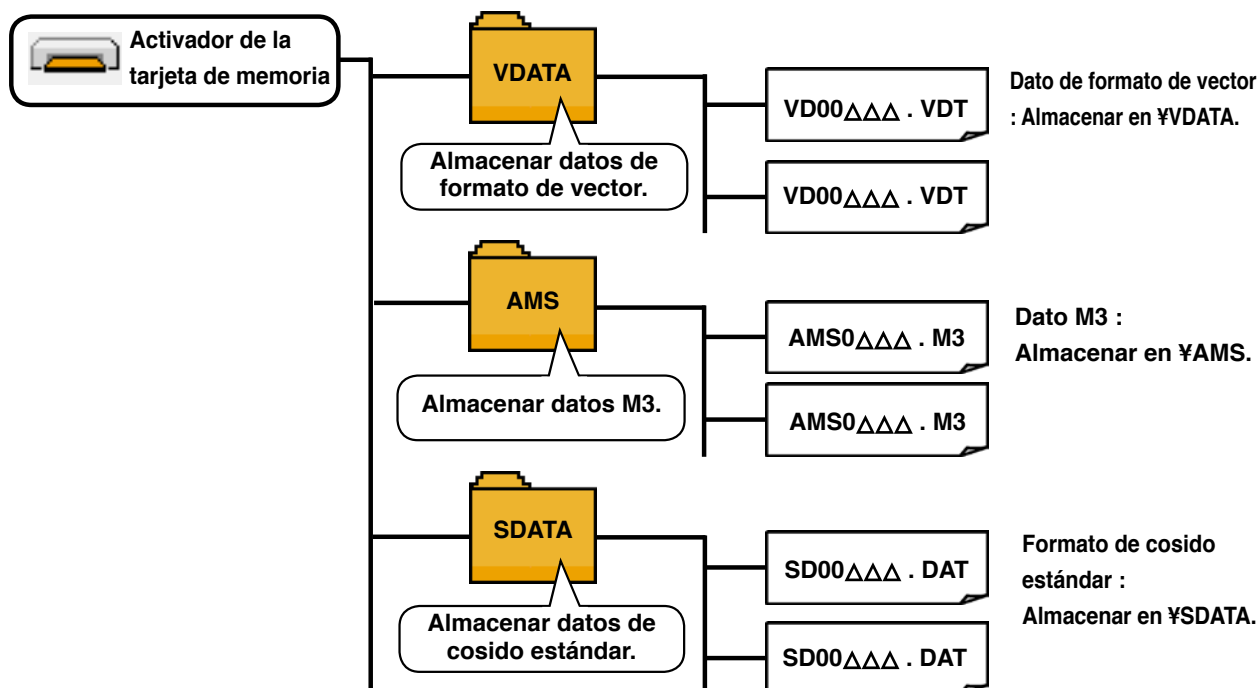 Activador de la
tarjeta de memoria
VDATA
Almacenar datos de
formato de vector.
VD00△△△ . VDT
VD00△△△ . VDT
Dato de formato de vector
: Almacenar en ¥VDATA.
AMS
Almacenar datos M3.
AMS0△△△ . M3
AMS0△△△ . M3
Dato M3 :
Almacenar en ¥AMS.
SDATA
Almacenar datos de
cosido estándar.
SD00△△△ . DAT
SD00△△△ . DAT
Formato de cosido
estándar :
Almacenar en ¥SDATA.